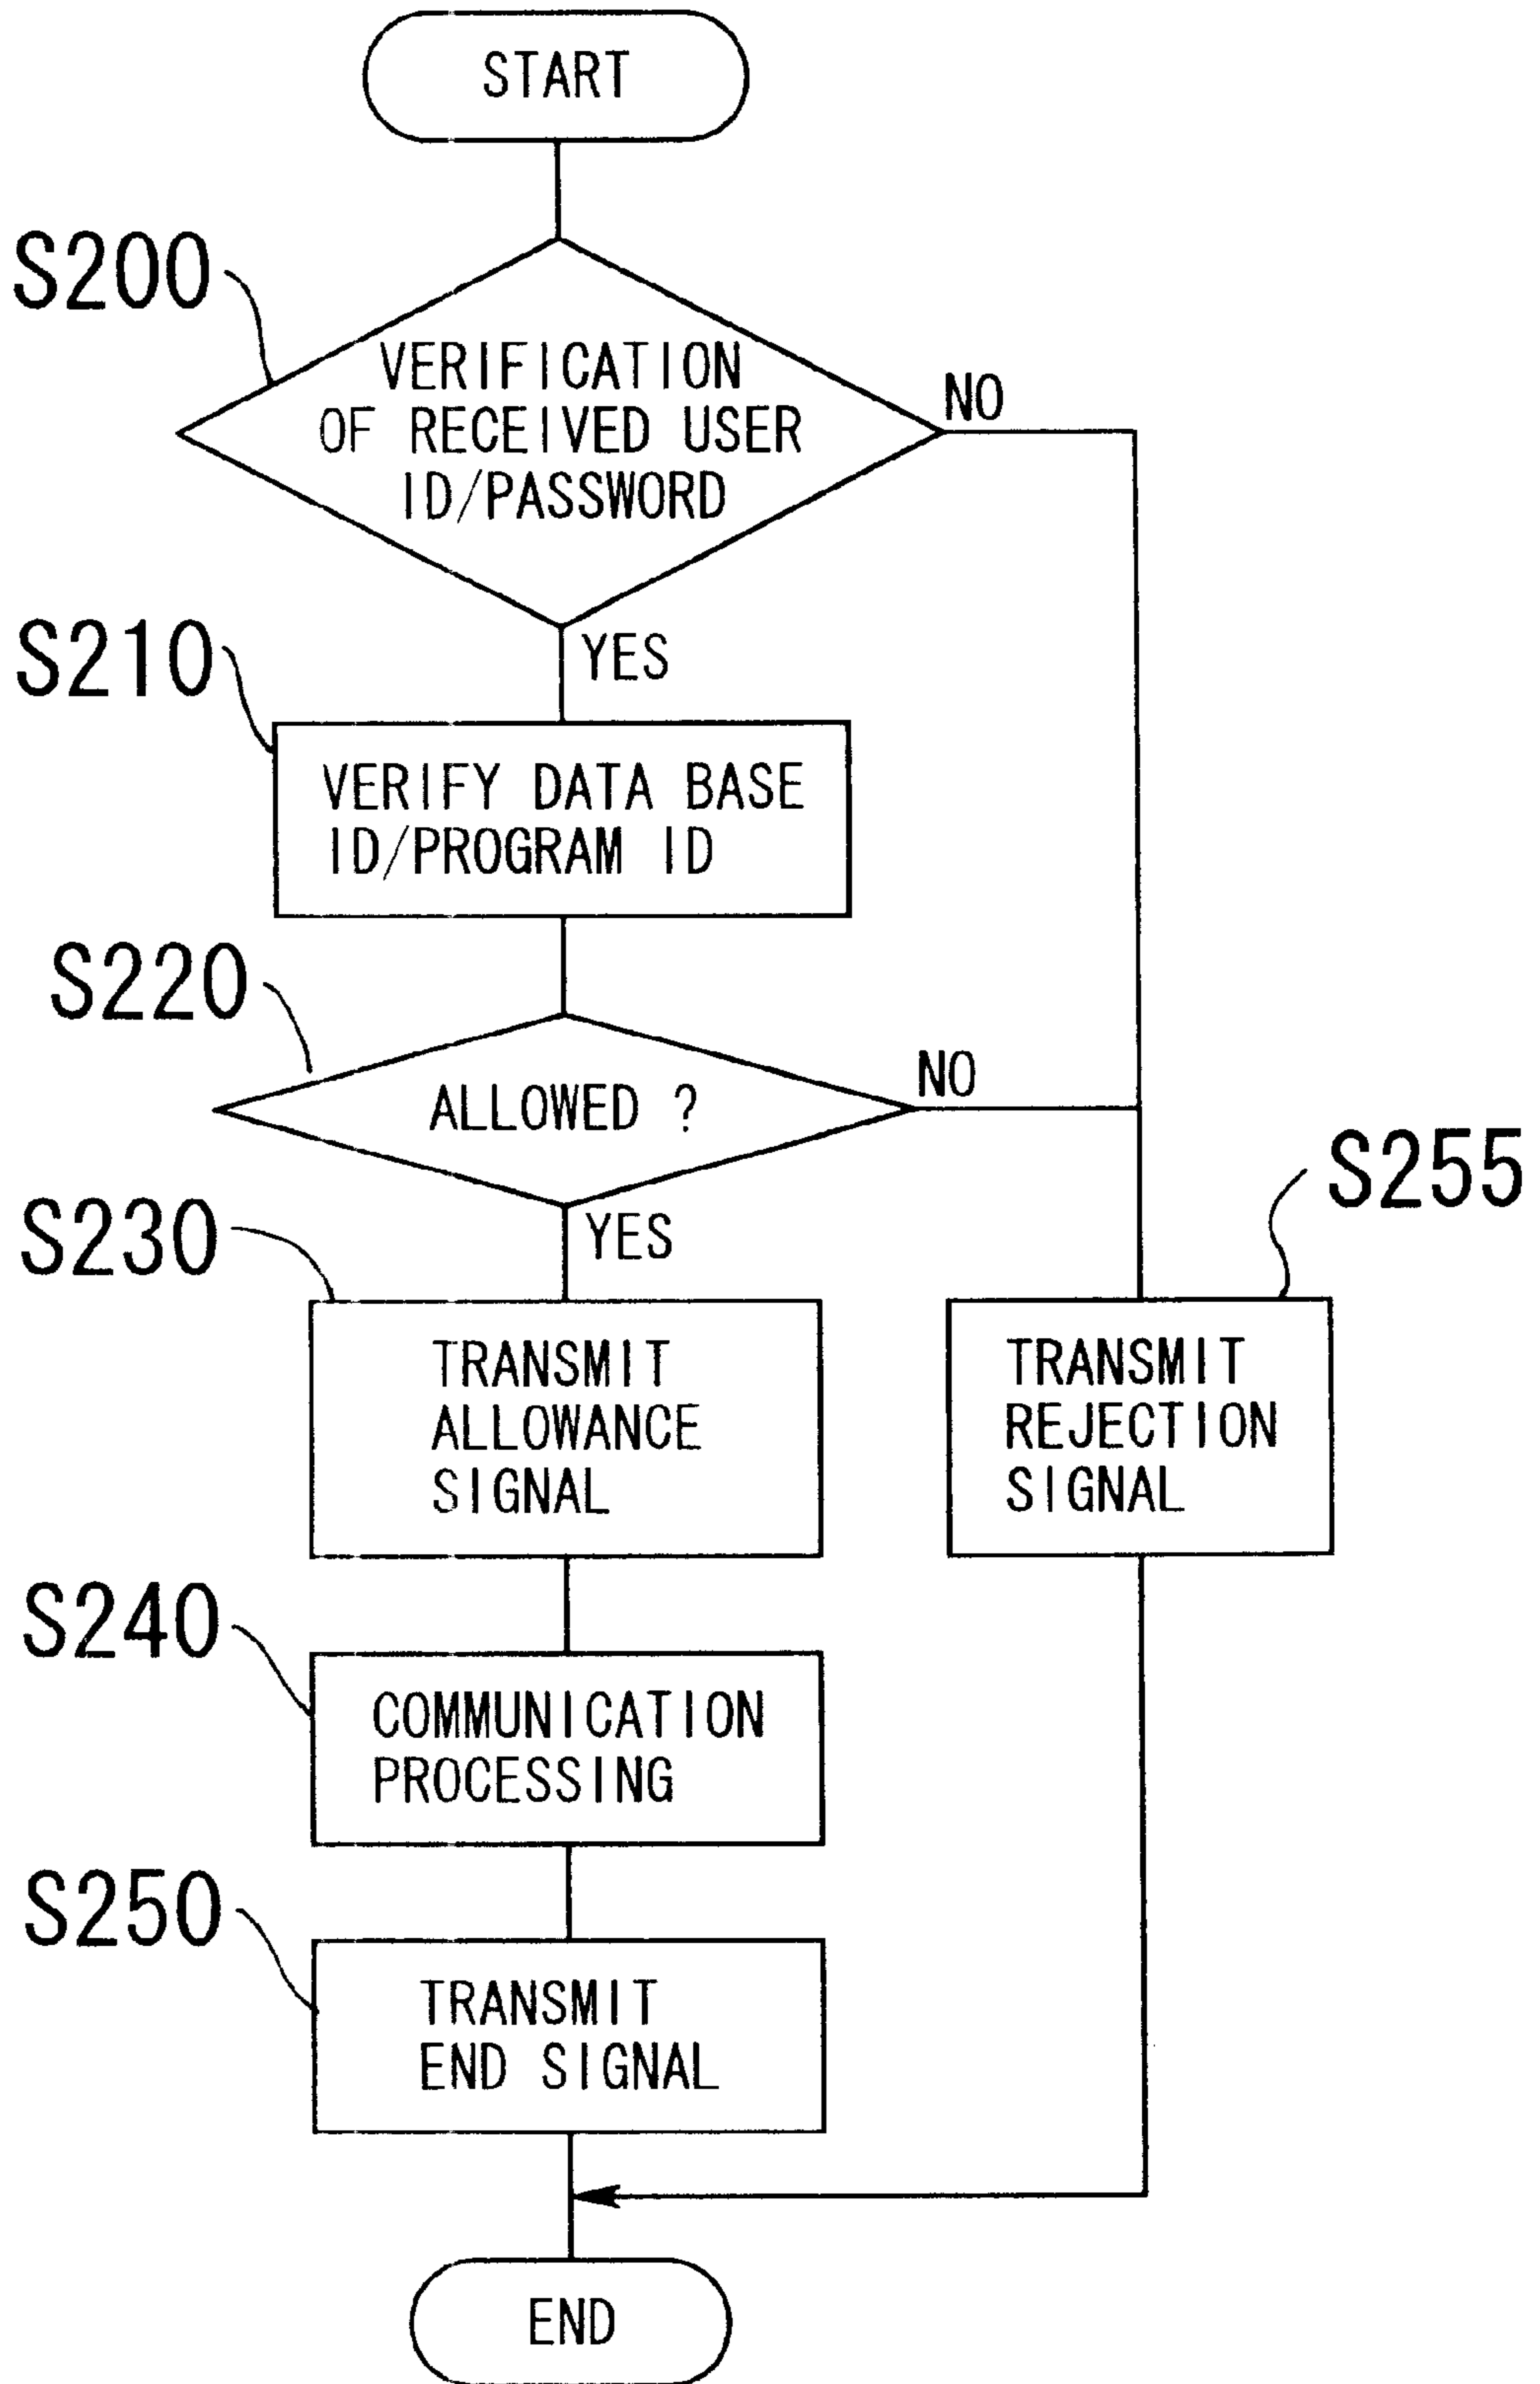 START
S200
VERIFICATION
OF RECEIVED USER
ID/PASSWORD
NO
YES
S210
VERIFY DATA BASE
ID/PROGRAM ID
S220
ALLOWED ?
NO
YES
S255
S230
TRANSMIT
ALLOWANCE
SIGNAL
TRANSMIT
REJECTION
SIGNAL
S240
COMMUNICATION
PROCESSING
S250
TRANSMIT
END SIGNAL
END